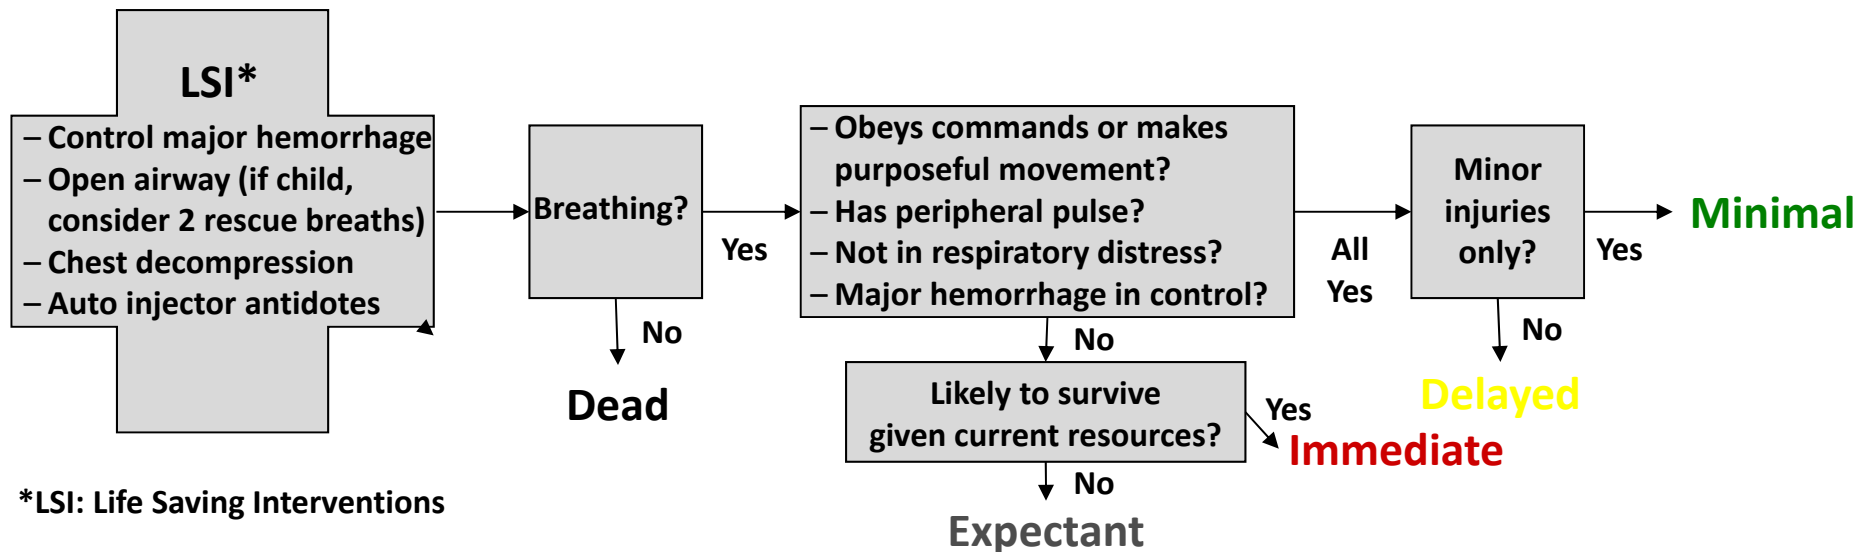 LSI*
– Control major hemorrhage
– Open airway (if child,
consider 2 rescue breaths)
– Chest decompression
– Auto injector antidotes
Breathing?
Yes
No
Dead
– Obeys commands or makes
purposeful movement?
– Has peripheral pulse?
– Not in respiratory distress?
– Major hemorrhage in control?
All
Yes
No
Minor
injuries
only?
Yes
Minimal
No
Delayed
Likely to survive
given current resources?
Yes
Immediate
No
Expectant
*LSI: Life Saving Interventions